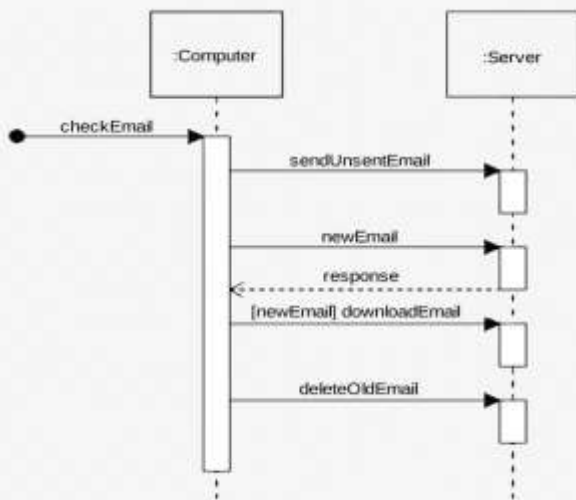 :Computer
:Server
checkEmail
sendUnsentEmail
newEmail
response
[newEmail] downloadEmail
deleteOldEmail